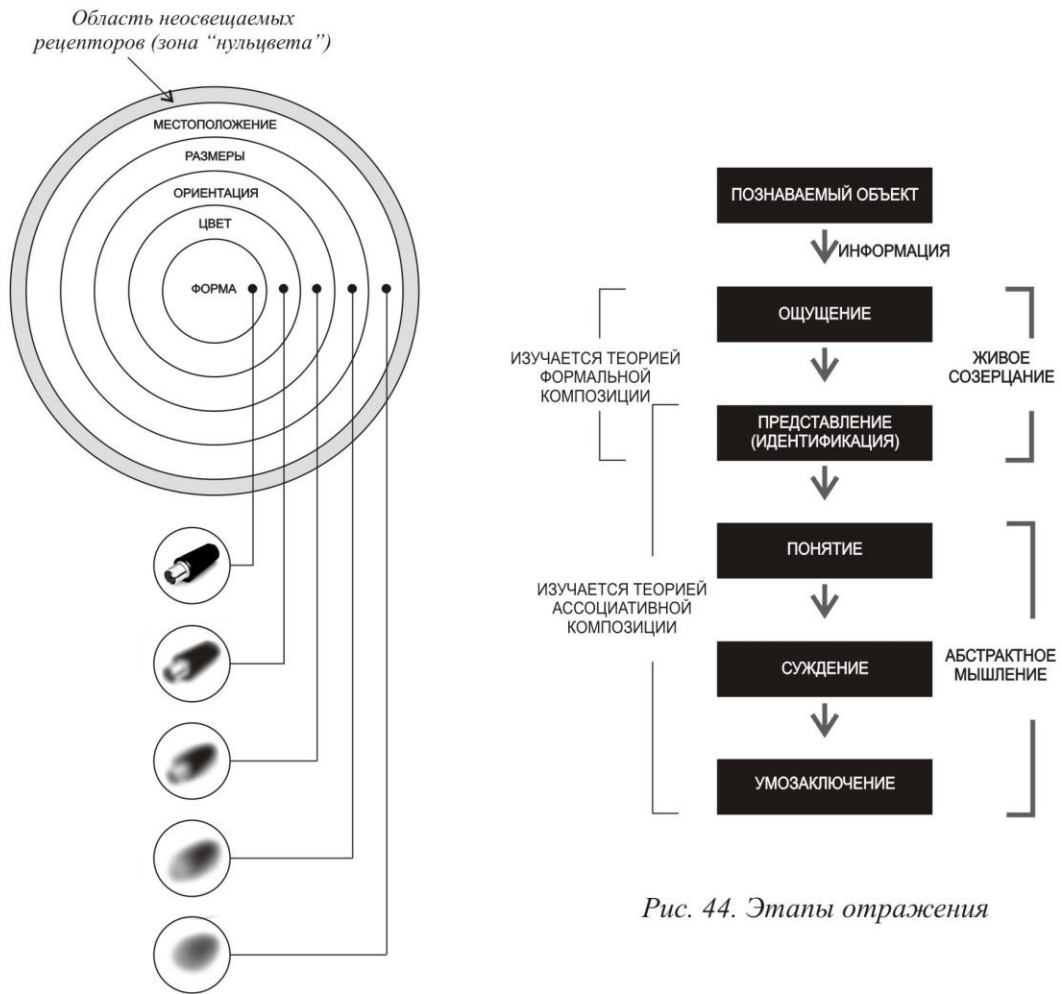 Область неосвещаемых
рецепторов (зона “нульцвета”)
МЕСТОПОЛОЖЕНИЕ
РАЗМЕРЫ
ОРИЕНТАЦИЯ
ЦВЕТ
ФОРМА
ПОЗНАВАЕМЫЙ ОБЪЕКТ
ИНФОРМАЦИЯ
ОЩУЩЕНИЕ
ИЗУЧАЕТСЯ ТЕОРИЕЙ
ФОРМАЛЬНОЙ
КОМПОЗИЦИИ
ЖИВОЕ
СОЗЕРЦАНИЕ
ПРЕДСТАВЛЕНИЕ
(ИДЕНТИФИКАЦИЯ)
ПОНЯТИЕ
ИЗУЧАЕТСЯ ТЕОРИЕЙ
АССОЦИАТИВНОЙ
КОМПОЗИЦИИ
СУЖДЕНИЕ
АБСТРАКТНОЕ
МЫШЛЕНИЕ
УМОЗАКЛЮЧЕНИЕ
Рис. 44. Этапы отражения